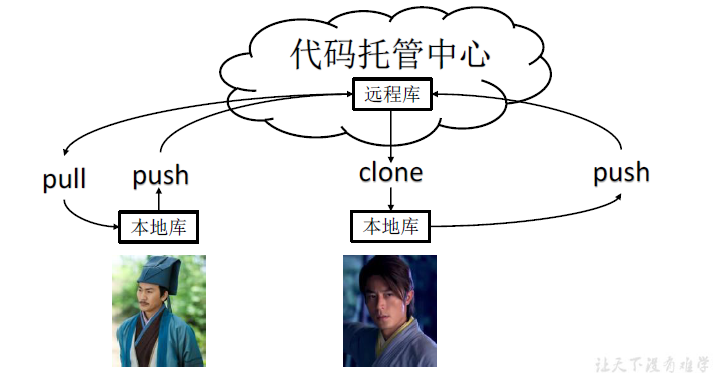 代码托管中心
远程库
pull
push
clone
push
本地库
本地库
让天下没有难学